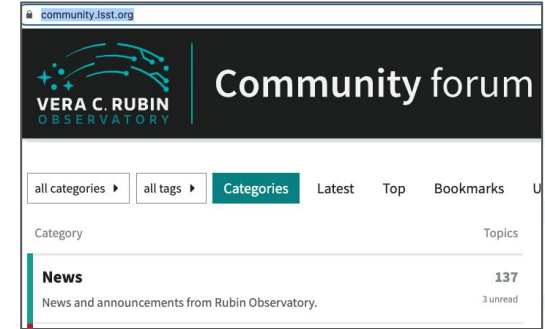 community.lsst.org
VERA C. RUBIN
OBSERVATORY
Community forum
all categories
all tags
Categories
Latest
Top
Bookmarks
U
Category
Topics
News
137
News and announcements from Rubin Observatory.
3 unread